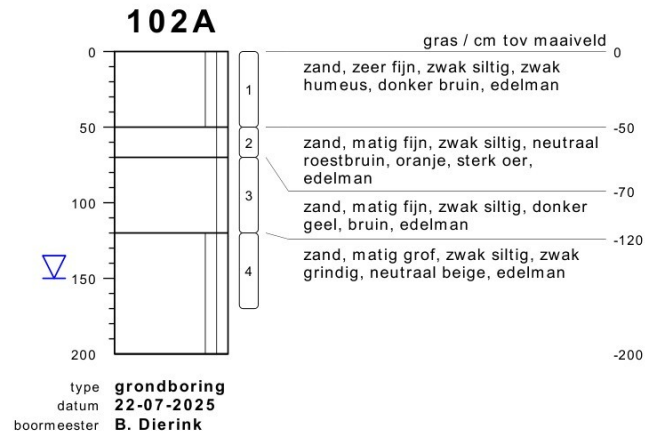 102A
gras / cm tov maaiveld
0
0
zand, zeer fijn, zwak siltig, zwak
humeus, donker bruin, edelman
1
50
-50
zand, matig fijn, zwak siltig, neutraal
roestbruin, oranje, sterk oer,
edelman
2
-70
zand, matig fijn, zwak siltig, donker
geel, bruin, edelman
3
100
-120
zand, matig grof, zwak siltig, zwak
grindig, neutraal beige, edelman
4
150
200
-200
type grondboring
datum 22-07-2025
boormeester B. Dierink